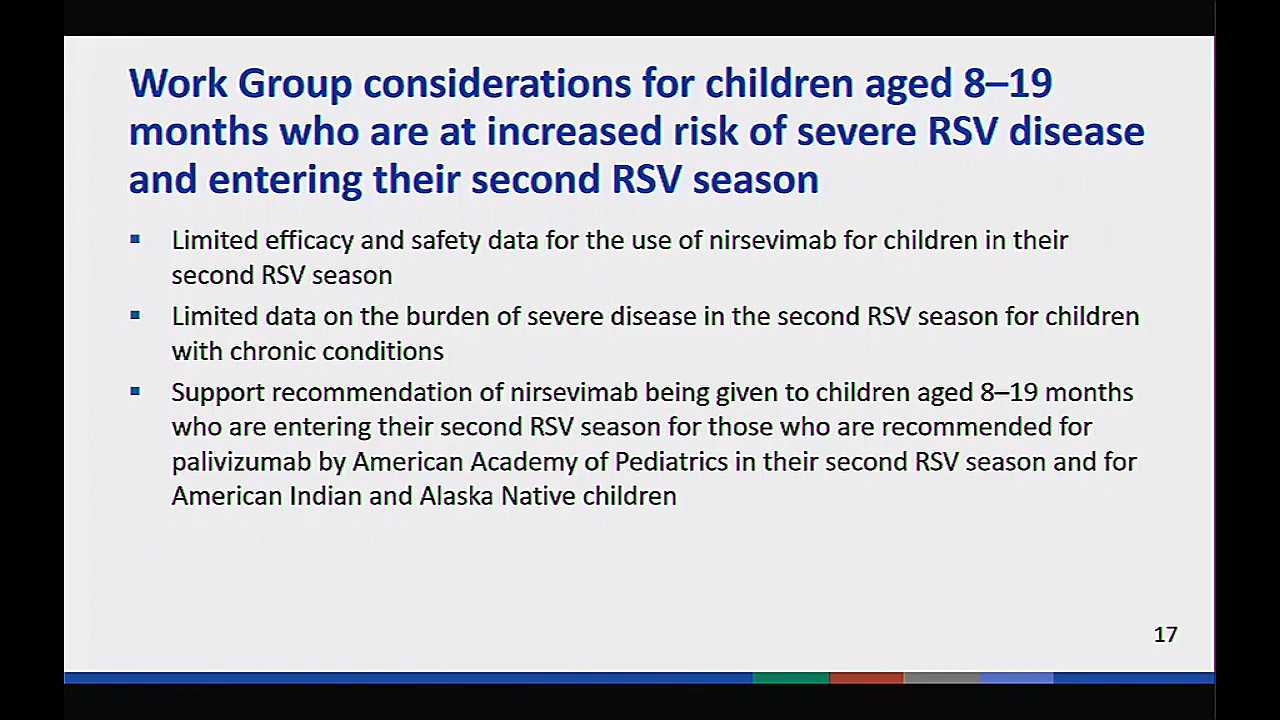 Work Group considerations for children aged 8–19
months who are at increased risk of severe RSV disease
and entering their second RSV season
▪ Limited efficacy and safety data for the use of nirsevimab for children in their
second RSV season
▪ Limited data on the burden of severe disease in the second RSV season for children
with chronic conditions
▪ Support recommendation of nirsevimab being given to children aged 8–19 months
who are entering their second RSV season for those who are recommended for
palivizumab by American Academy of Pediatrics in their second RSV season and for
American Indian and Alaska Native children
17